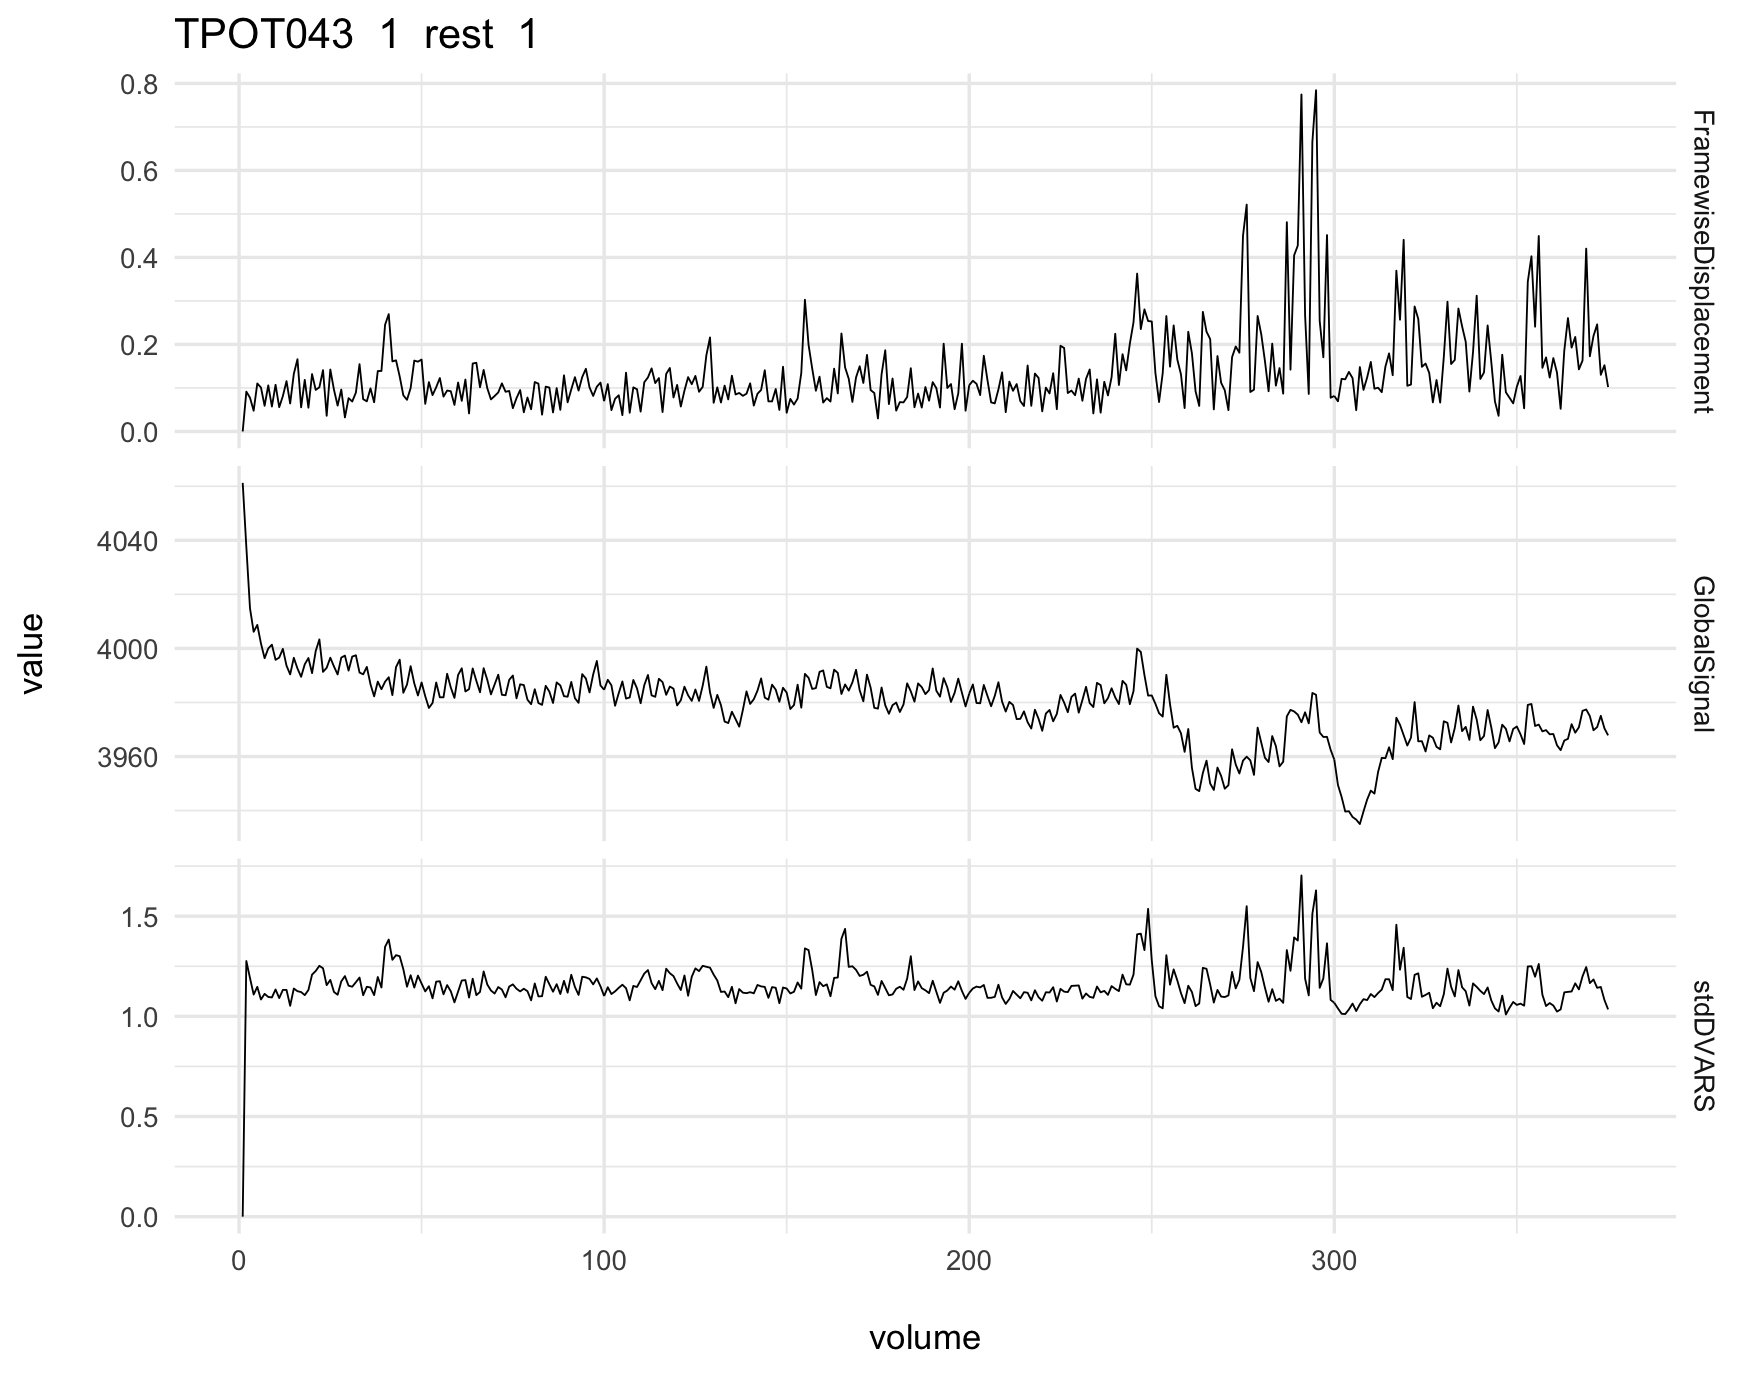 TPOT043 1 rest 1
0.8
0.6
0.4
0.2
0.0
FramewiseDisplacement
4040
4000
3960
GlobalSignal
value
1.5
1.0
0.5
0.0
stdDVARS
0 100 200 300
volume